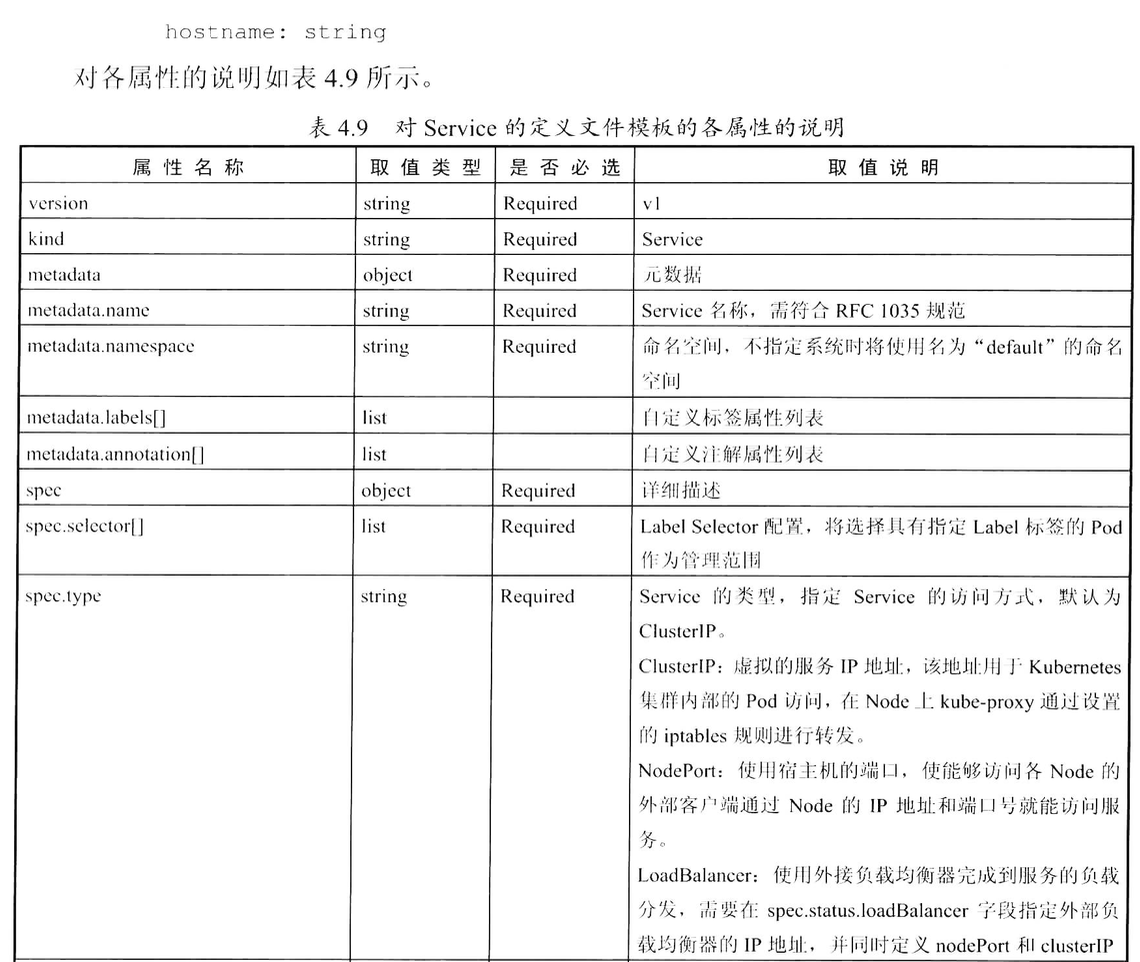 hostname: string
对各属性的说明如表 4.9 所示。
表 4.9 对 Service 的定义文件模板的各属性的说明
属性名称 取值类型 是否必选 取值说明
version string Required v1
kind string Required Service
metadata object Required 元数据
metadata.name string Required Service 名称，需符合 RFC 1035 规范
metadata.namespace string Required 命名空间，不指定系统时将使用名为“default”的命名
空间
metadata.labels[] list 自定义标签属性列表
metadata.annotation[] list 自定义注解属性列表
spec object Required 详细描述
spec.selector[] list Required Label Selector 配置，将选择具有指定 Label 标签的 Pod
作为管理范围
spec.type string Required Service 的类型，指定 Service 的访问方式，默认为
ClusterIP。
ClusterIP：虚拟的服务 IP 地址，该地址用于 Kubernetes
集群内部的 Pod 访问，在 Node 上 kube-proxy 通过设置
的 iptables 规则进行转发。
NodePort：使用宿主机的端口，使能够访问各 Node 的
外部客户端通过 Node 的 IP 地址和端口号就能访问服
务。
LoadBalancer：使用外接负载均衡器完成到服务的负载
分发，需要在 spec.status.loadBalancer 字段指定外部负
载均衡器的 IP 地址，并同时定义 nodePort 和 clusterIP